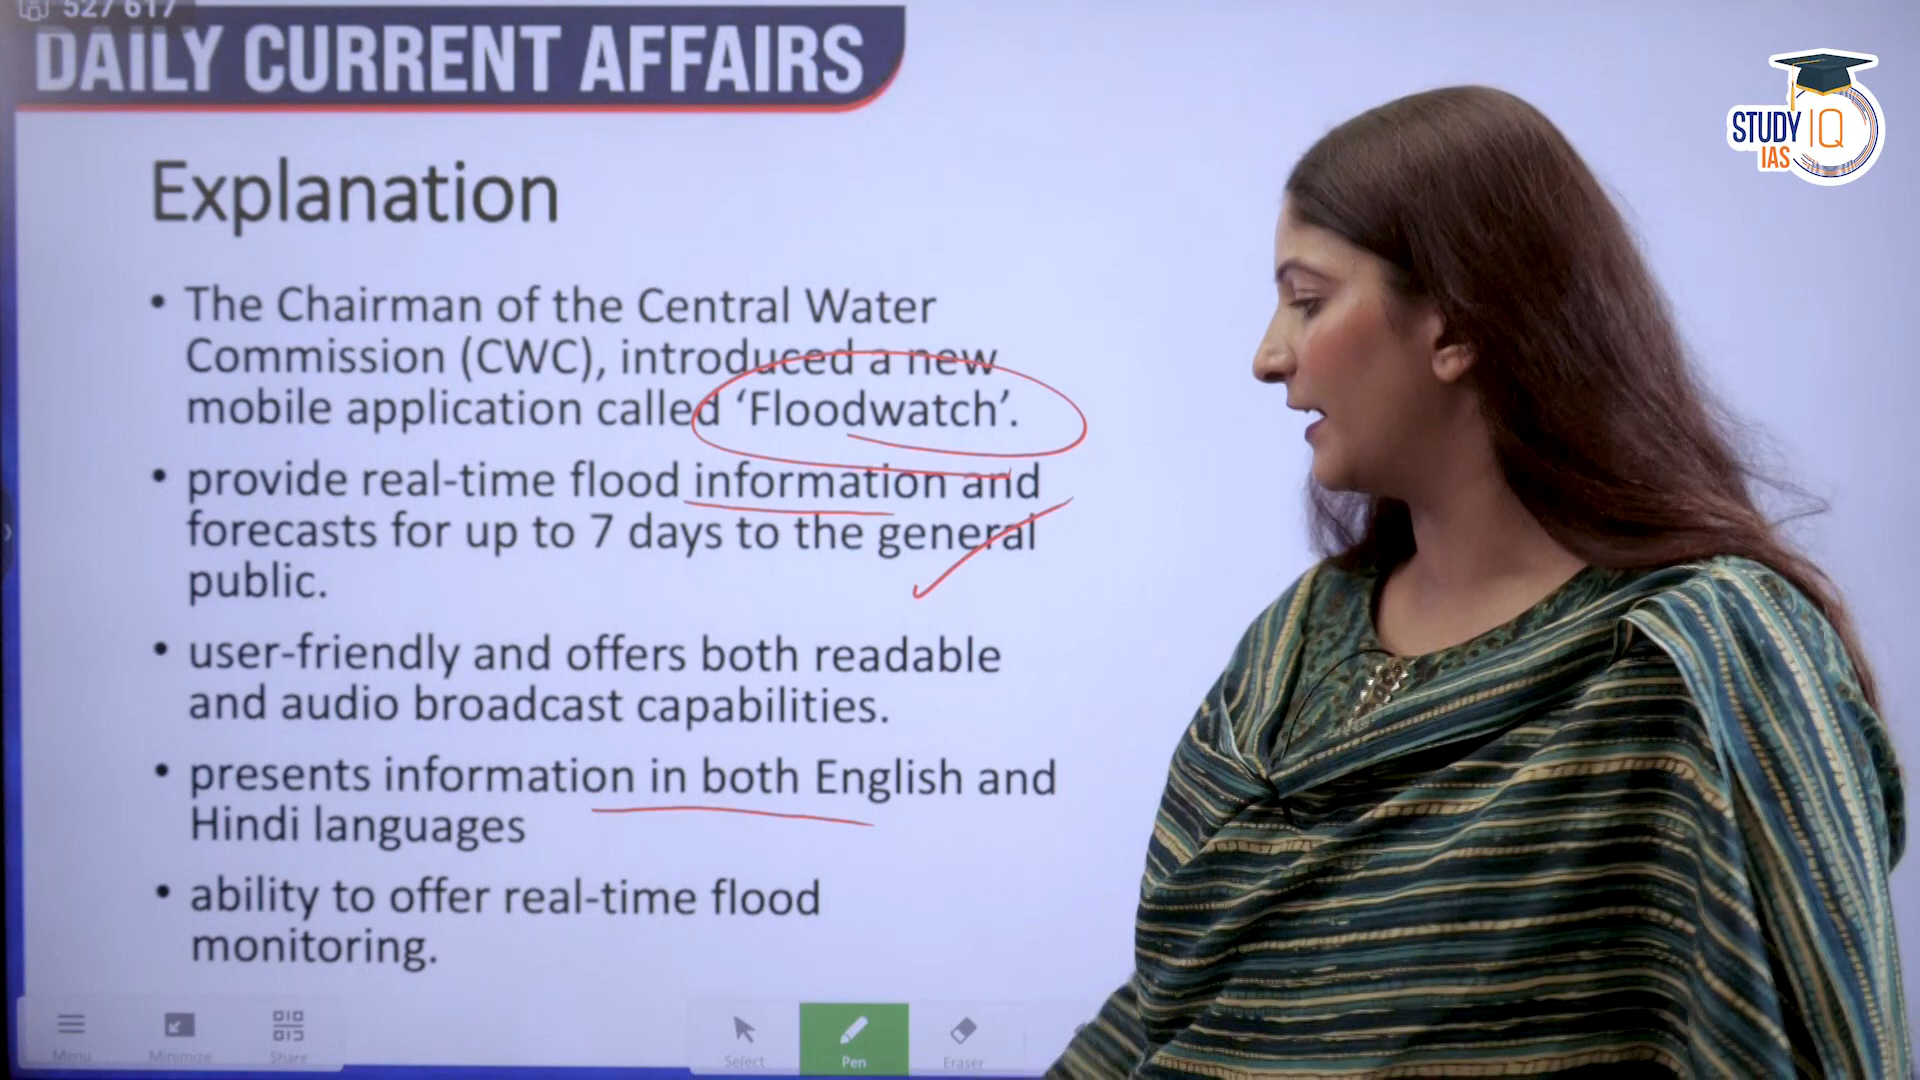 527 617
DAILY CURRENT AFFAIRS
STUDY IQ
IAS
Explanation
• The Chairman of the Central Water
Commission (CWC), introduced a new
mobile application called ‘Floodwatch’.
• provide real-time flood information and
forecasts for up to 7 days to the general
public.
• user-friendly and offers both readable
and audio broadcast capabilities.
• presents information in both English and
Hindi languages
• ability to offer real-time flood
monitoring.
Menu Minimize Share Select Pen Eraser